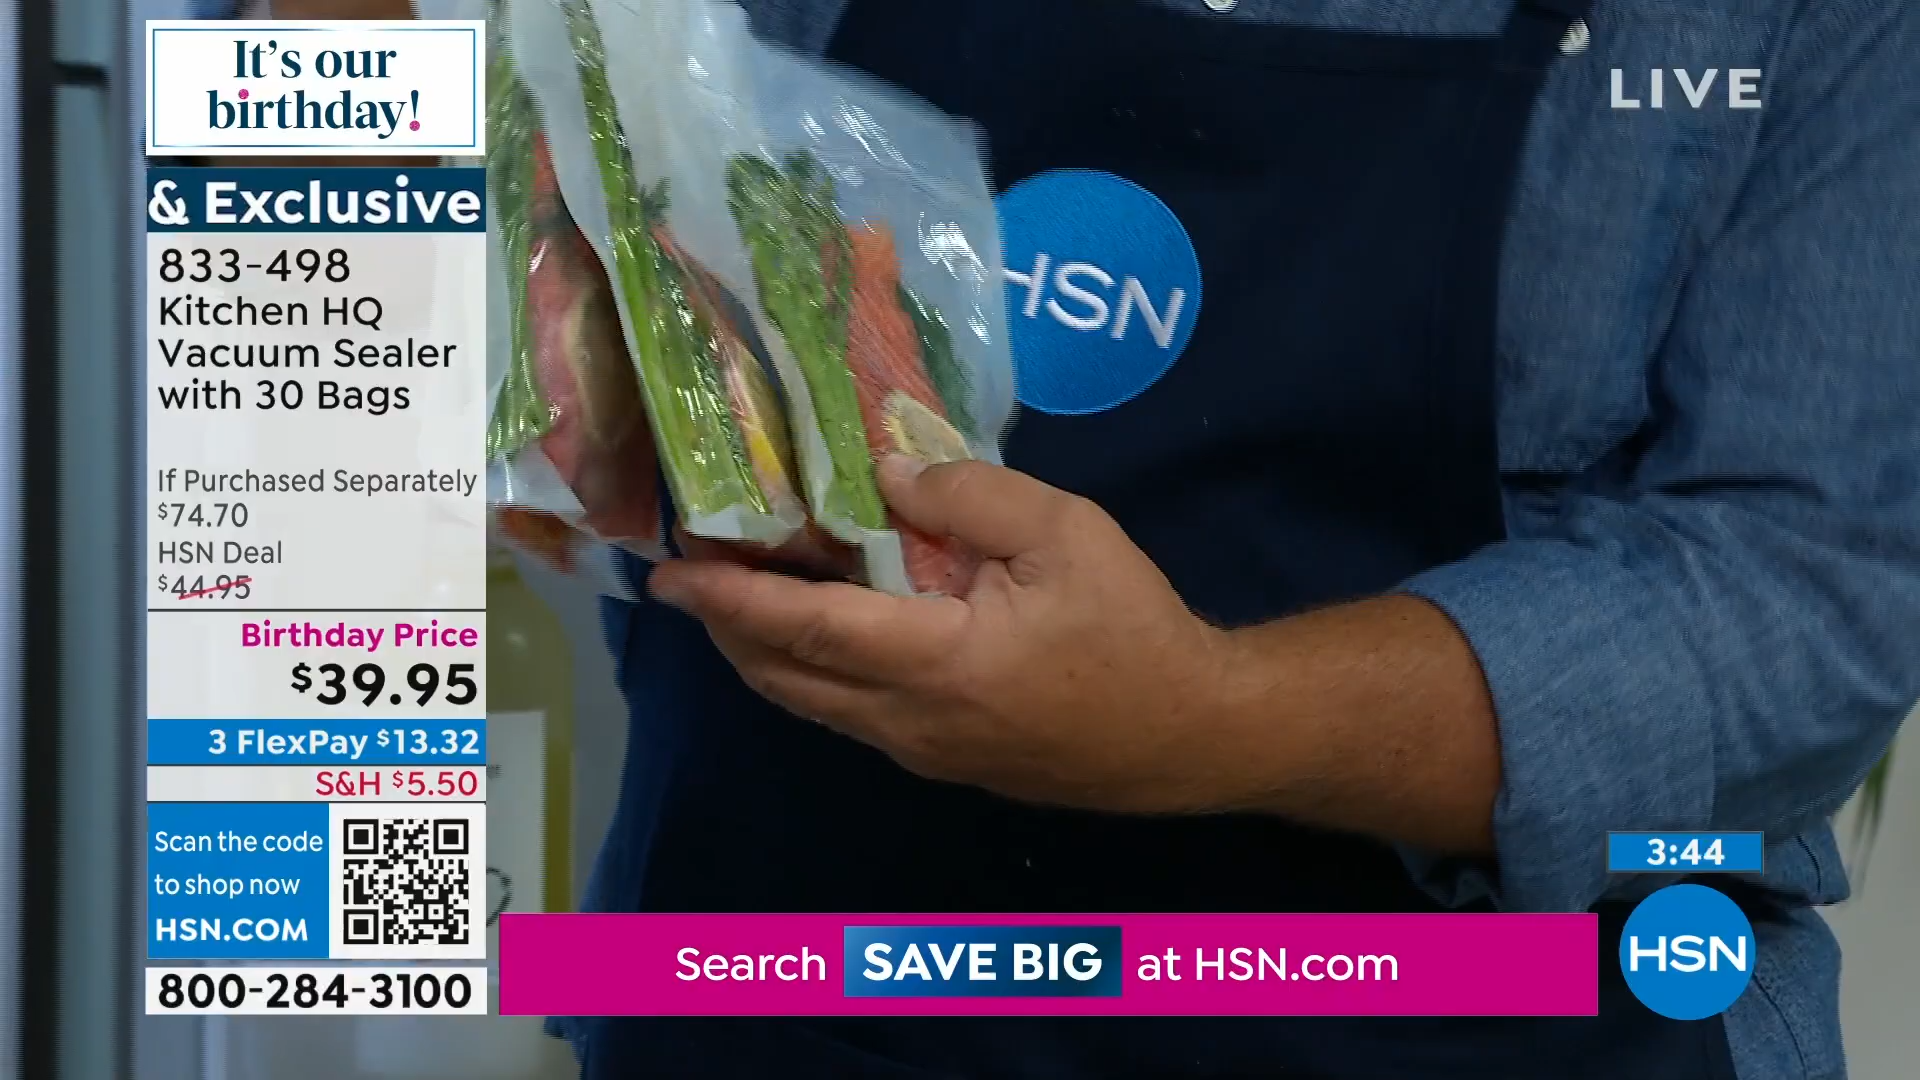 It's our
birthday!
& Exclusive
833-498
Kitchen HQ
Vacuum Sealer
with 30 Bags
If Purchased Separately
$74.70
HSN Deal
$44.95
Birthday Price
$39.95
3 FlexPay $13.32
S&H $5.50
Scan the code
to shop now
HSN.COM
800-284-3100
LIVE
HSN
3:44
HSN
Search SAVE BIG at HSN.com